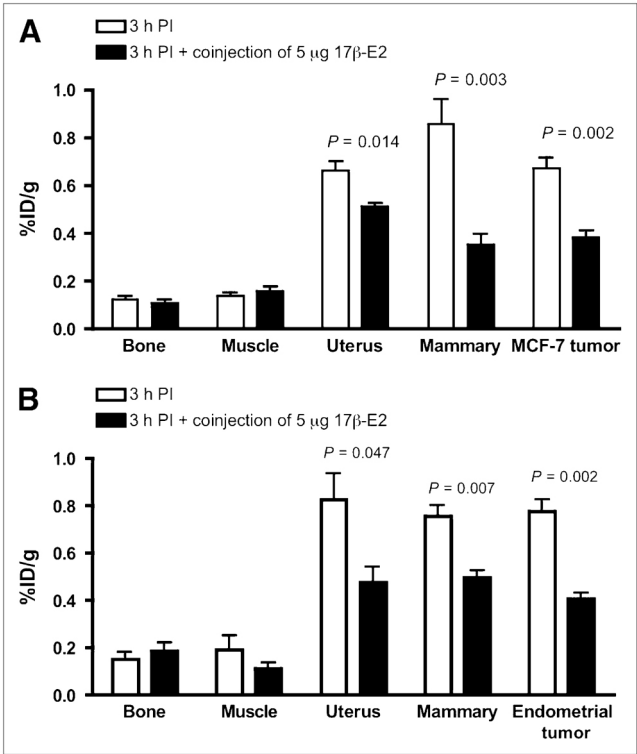 A
3 h PI
3 h PI + coinjection of 5 μg 17β-E2
P = 0.003
P = 0.014
P = 0.002
1.0
0.8
0.6
0.4
0.2
0.0
%ID/g
Bone Muscle Uterus Mammary MCF-7 tumor
B
3 h PI
3 h PI + coinjection of 5 μg 17β-E2
P = 0.047
P = 0.007
P = 0.002
1.0
0.8
0.6
0.4
0.2
0.0
%ID/g
Bone Muscle Uterus Mammary Endometrial
tumor